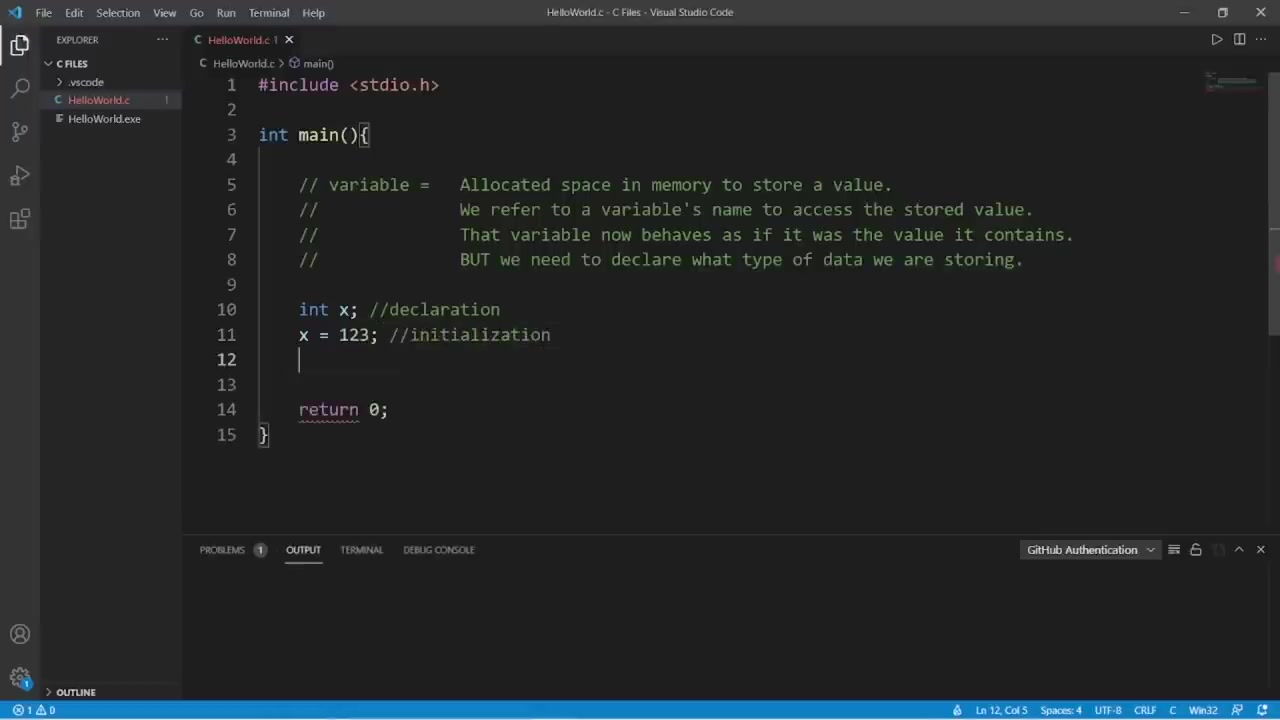 File Edit Selection View Go Run Terminal Help HelloWorld.c - C Files - Visual Studio Code
EXPLORER ··· C HelloWorld.c 1
C FILES HelloWorld.c > main()
.vscode
C HelloWorld.c 1
HelloWorld.exe
1 #include <stdio.h>
2
3 int main(){
4
5 // variable = Allocated space in memory to store a value.
6 // We refer to a variable's name to access the stored value.
7 // That variable now behaves as if it was the value it contains.
8 // BUT we need to declare what type of data we are storing.
9
10 int x; //declaration
11 x = 123; //initialization
12
13
14 return 0;
15 }
PROBLEMS 1 OUTPUT TERMINAL DEBUG CONSOLE GitHub Authentication
1
OUTLINE
1 0 Ln 12, Col 5 Spaces: 4 UTF-8 CRLF C Win32